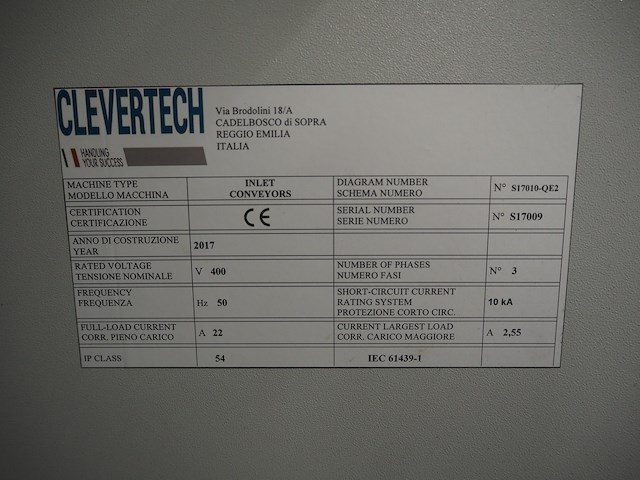 CLEVERTECH
HANDLING
YOUR SUCCESS
Via Brodolini 18/A
CADELBOSCO di SOPRA
REGGIO EMILIA
ITALIA
MACHINE TYPE
MODELLO MACCHINA
INLET
CONVEYORS
DIAGRAM NUMBER
SCHEMA NUMERO
N° S17010-QE2
CERTIFICATION
CERTIFICAZIONE
CE
SERIAL NUMBER
SERIE NUMERO
N° S17009
ANNO DI COSTRUZIONE
YEAR
2017
RATED VOLTAGE
TENSIONE NOMINALE
V 400
NUMBER OF PHASES
NUMERO FASI
N° 3
FREQUENCY
FREQUENZA
Hz 50
SHORT-CIRCUIT CURRENT
RATING SYSTEM
PROTEZIONE CORTO CIRC.
10 kA
FULL-LOAD CURRENT
CORR. PIENO CARICO
A 22
CURRENT LARGEST LOAD
CORR. CARICO MAGGIORE
A 2,55
IP CLASS
54
IEC 61439-1